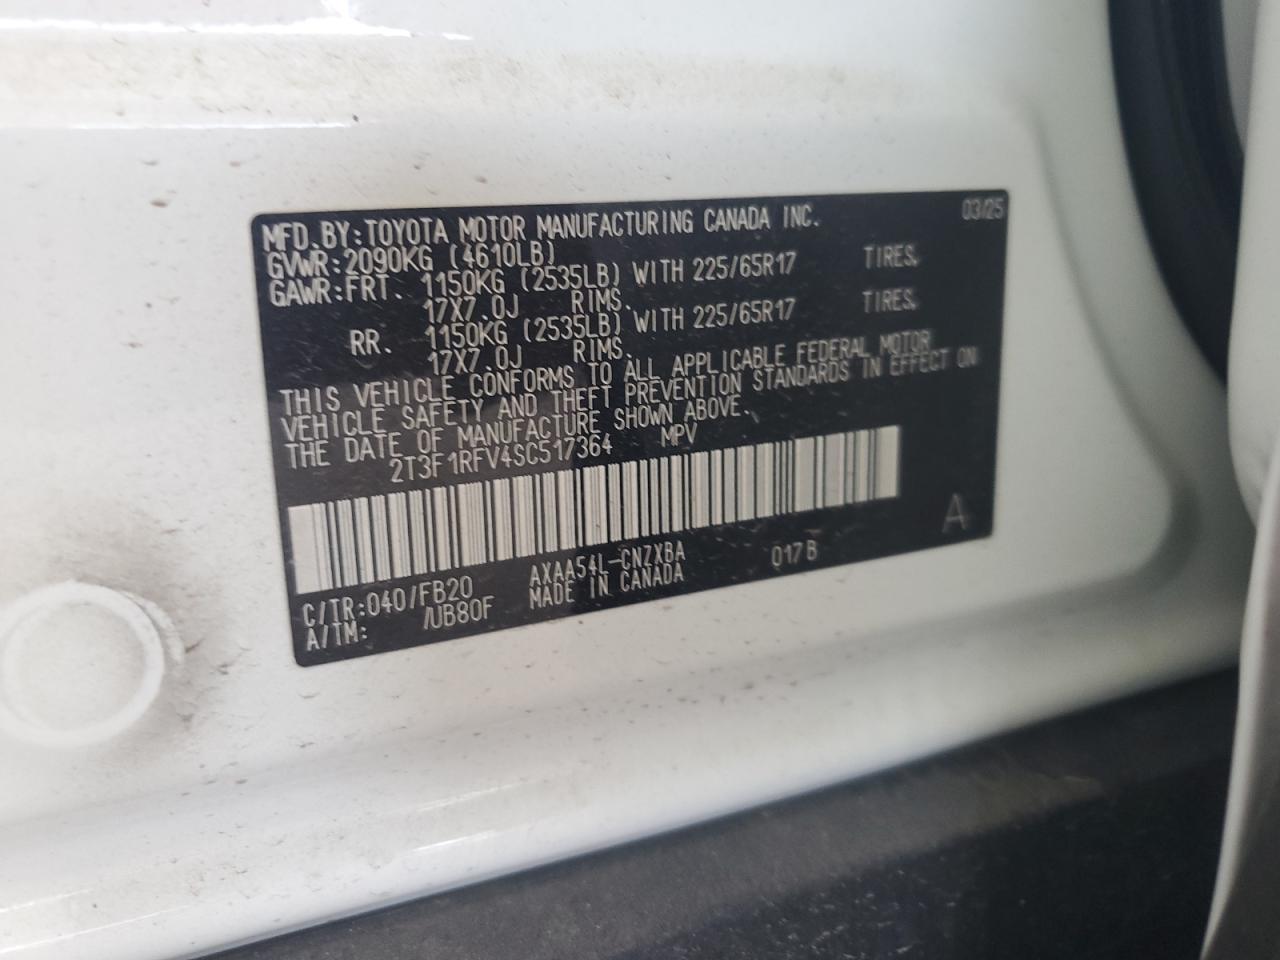 MFD.BY:TOYOTA MOTOR MANUFACTURING CANADA INC. 03/25
GVWR:2090KG (4610LB)
GAWR:FRT. 1150KG (2535LB) WITH 225/65R17 TIRES.
17X7.0J RIMS.
RR. 1150KG (2535LB) WITH 225/65R17 TIRES.
17X7.0J RIMS.
THIS VEHICLE CONFORMS TO ALL APPLICABLE FEDERAL MOTOR
VEHICLE SAFETY AND THEFT PREVENTION STANDARDS IN EFFECT ON
THE DATE OF MANUFACTURE SHOWN ABOVE.
2T3F1RFV4SC517364 MPV
A
C/TR:040/FB20 AXAA54L-CNZXBA 017B
A/TM: /UB80F MADE IN CANADA